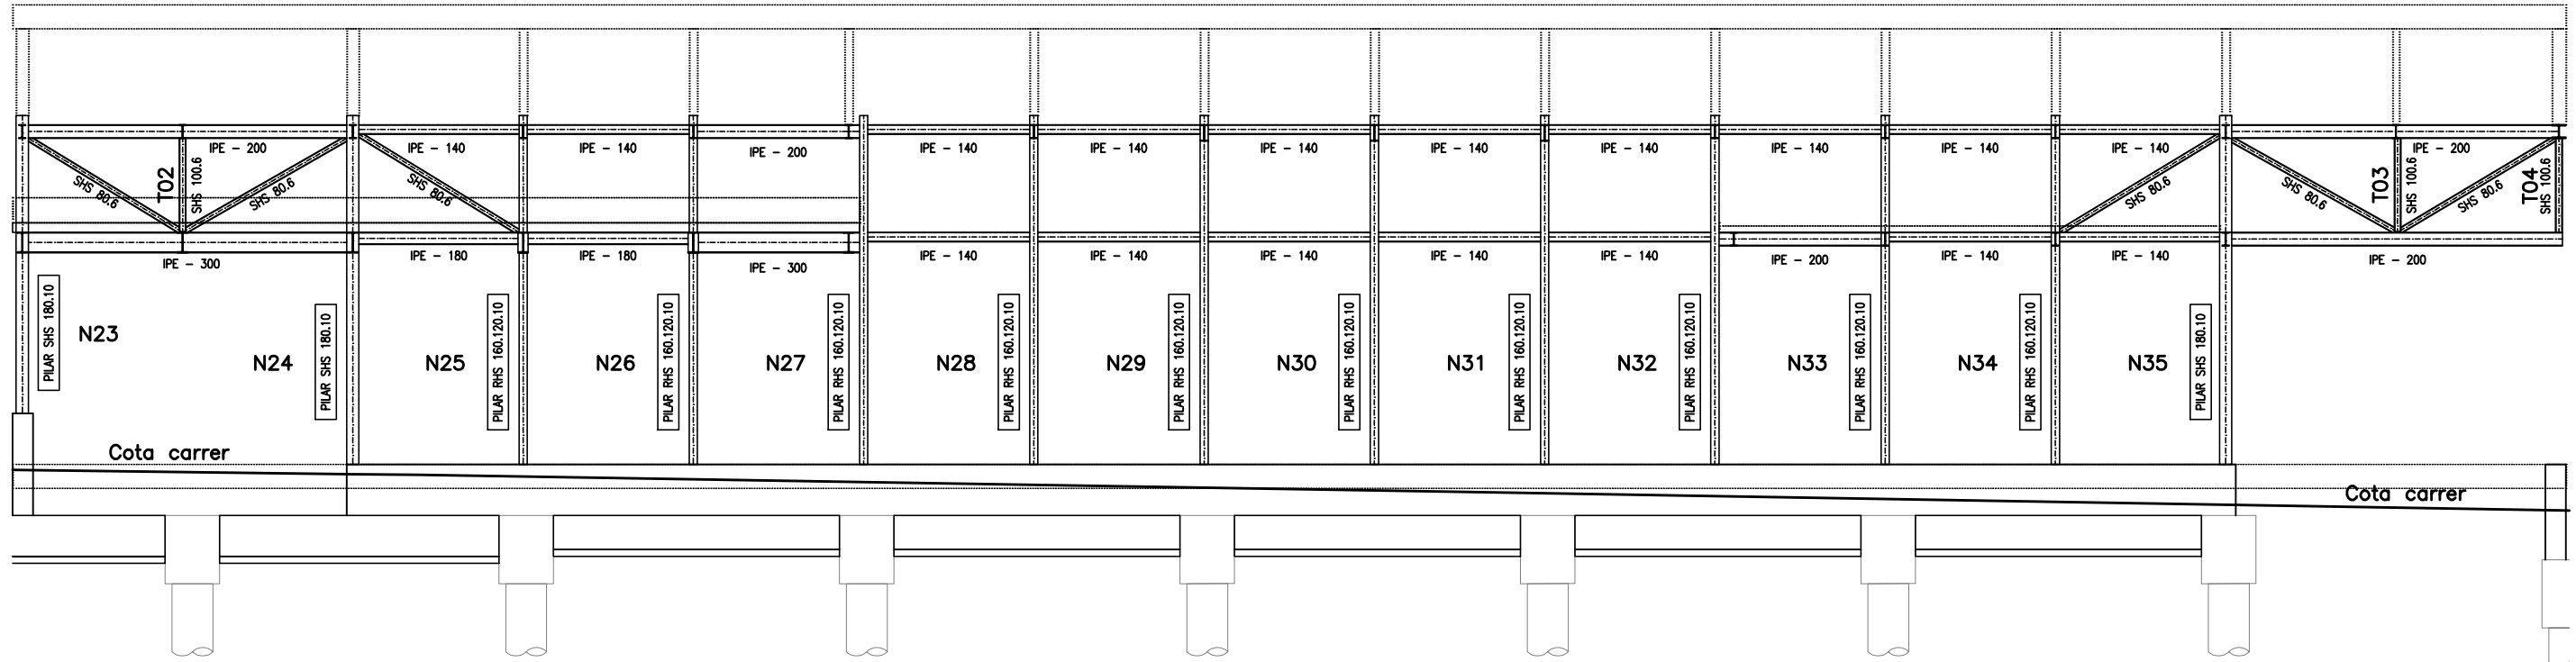 IPE - 200
IPE - 140
IPE - 140
IPE - 200
IPE - 140
IPE - 140
IPE - 140
IPE - 140
IPE - 140
IPE - 140
IPE - 140
IPE - 140
IPE - 200
SHS 80.6
T02
SHS 100.6
SHS 80.6
SHS 80.6
SHS 80.6
SHS 80.6
T03
SHS 100.6
SHS 80.6
T04
SHS 100.6
IPE - 300
IPE - 180
IPE - 180
IPE - 300
IPE - 140
IPE - 140
IPE - 140
IPE - 140
IPE - 140
IPE - 200
IPE - 140
IPE - 140
IPE - 200
PILAR SHS 180.10
N23
N24
PILAR SHS 180.10
N25
PILAR RHS 160.120.10
N26
PILAR RHS 160.120.10
N27
PILAR RHS 160.120.10
N28
PILAR RHS 160.120.10
N29
PILAR RHS 160.120.10
N30
PILAR RHS 160.120.10
N31
PILAR RHS 160.120.10
N32
PILAR RHS 160.120.10
N33
PILAR RHS 160.120.10
N34
PILAR RHS 160.120.10
N35
PILAR SHS 180.10
Cota carrer
Cota carrer